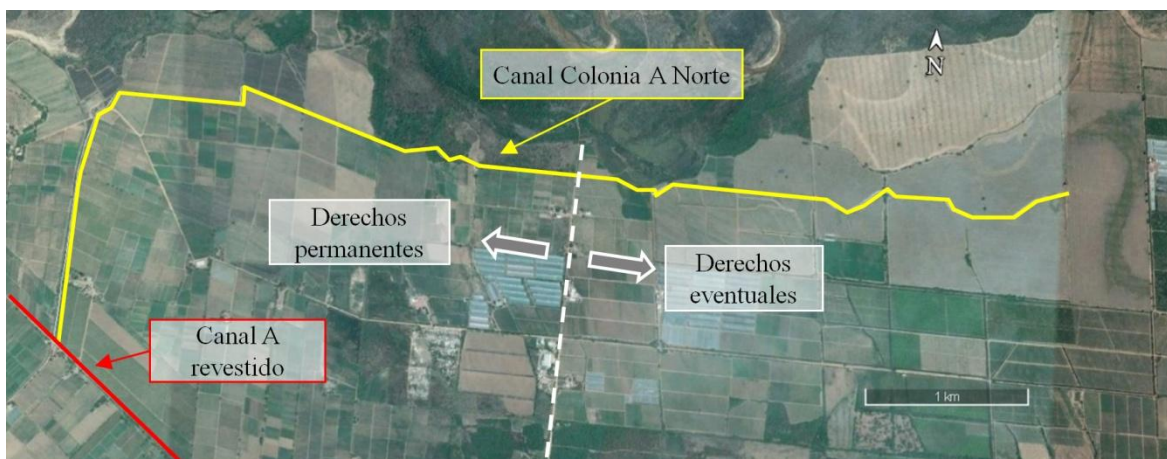 Canal Colonia A Norte
N
Derechos
permanentes
Derechos
eventuales
Canal A
revestido
1 km